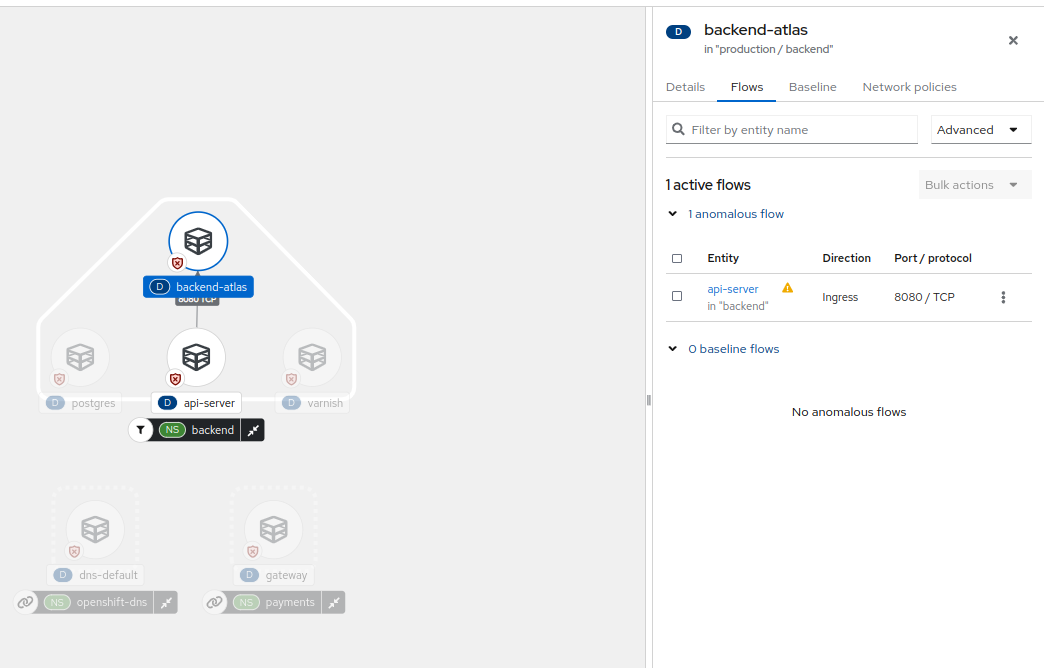 D backend-atlas
8080 TCP
D postgres
D api-server
D varnish
NS backend
D dns-default
D gateway
NS openshift-dns
NS payments
D backend-atlas
in "production / backend"
Details Flows Baseline Network policies
Filter by entity name Advanced
1 active flows Bulk actions
1 anomalous flow
Entity Direction Port / protocol
api-server Ingress 8080 / TCP
in "backend"
0 baseline flows
No anomalous flows